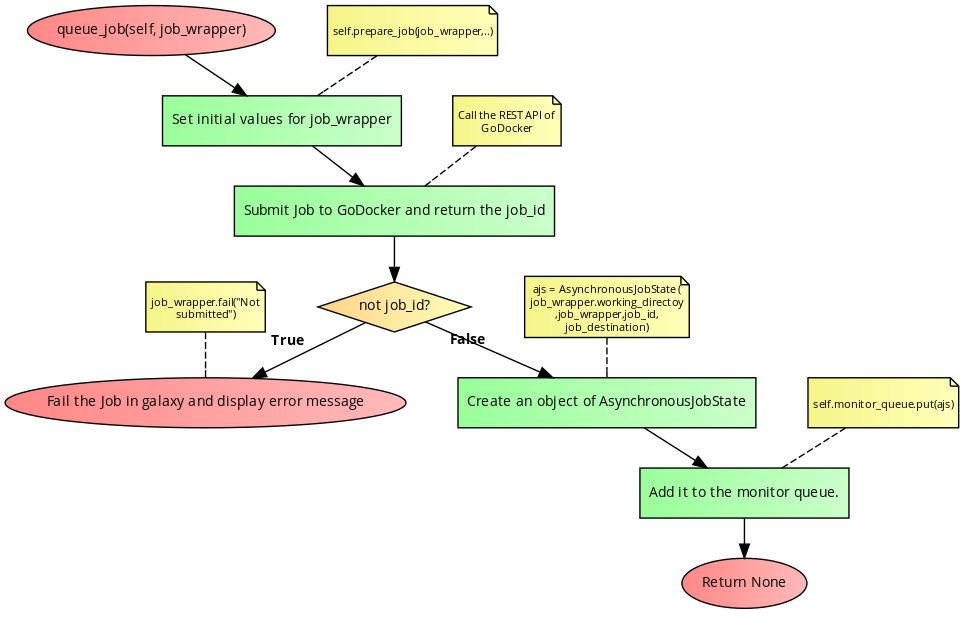 queue_job(self, job_wrapper)
self.prepare_job(job_wrapper,..)
Set initial values for job_wrapper
Call the REST API of
GoDocker
Submit Job to GoDocker and return the job_id
not job_id?
job_wrapper.fail("Not
submitted")
ajs = AsynchronousJobState (
job_wrapper.working_directoy
,job_wrapper,job_id,
job_destination)
True
False
Fail the Job in galaxy and display error message
Create an object of AsynchronousJobState
self.monitor_queue.put(ajs)
Add it to the monitor queue.
Return None